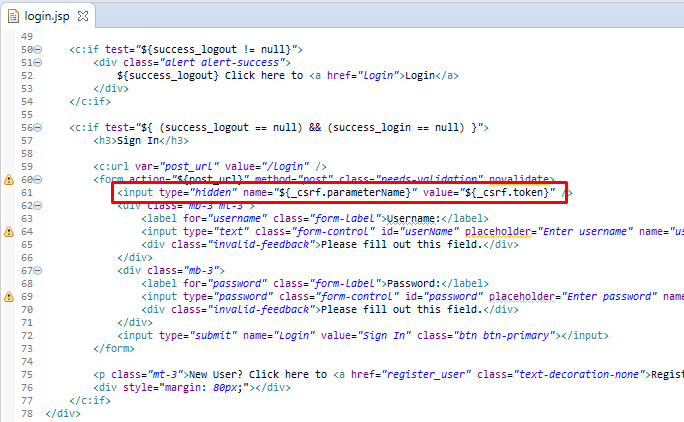 login.jsp
49
50 <c:if test="${success_logout != null}">
51 <div class="alert alert-success">
52 ${success_logout} Click here to <a href="login">Login</a>
53 </div>
54 </c:if>
55
56 <c:if test="${ (success_logout == null) && (success_login == null) }">
57 <h3>Sign In</h3>
58
59 <c:url var="post_url" value="/login" />
60 <form action="${post_url}" method="post" class="needs-validation" novalidate>
61 <input type="hidden" name="${_csrf.parameterName}" value="${_csrf.token}" />
62 <div class="mb-3 mt-3">
63 <label for="username" class="form-label">Username:</label>
64 <input type="text" class="form-control" id="userName" placeholder="Enter username" name="us
65 <div class="invalid-feedback">Please fill out this field.</div>
66 </div>
67 <div class="mb-3">
68 <label for="password" class="form-label">Password:</label>
69 <input type="password" class="form-control" id="password" placeholder="Enter password" name
70 <div class="invalid-feedback">Please fill out this field.</div>
71 </div>
72 <input type="submit" name="Login" value="Sign In" class="btn btn-primary"></input>
73 </form>
74
75 <p class="mt-3">New User? Click here to <a href="register_user" class="text-decoration-none">Regist
76 <div style="margin: 80px;"></div>
77 </c:if>
78 </div>